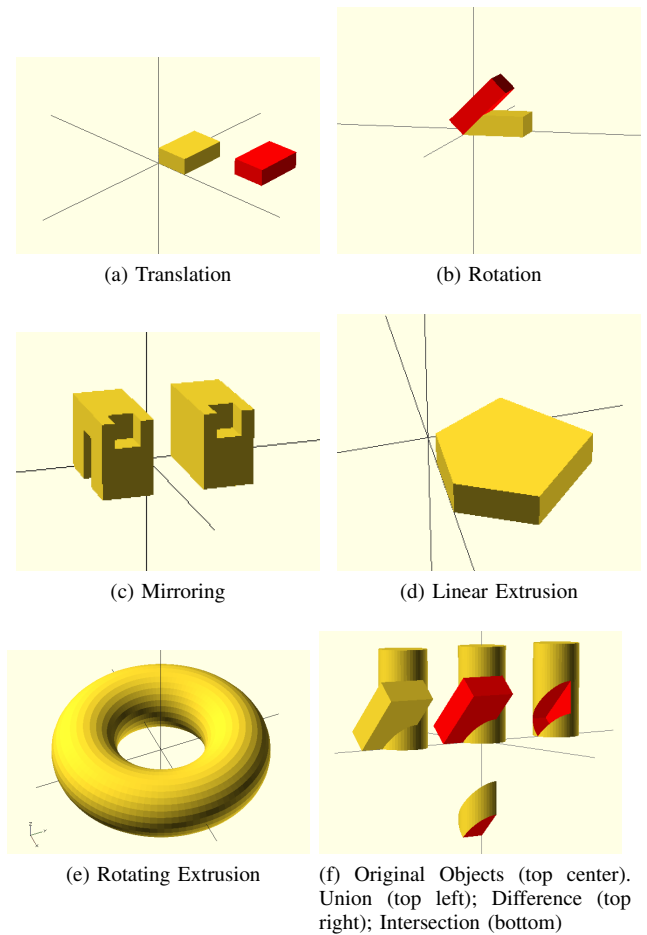 (a) Translation
(b) Rotation
(c) Mirroring
(d) Linear Extrusion
(e) Rotating Extrusion
(f) Original Objects (top center).
Union (top left); Difference (top
right); Intersection (bottom)